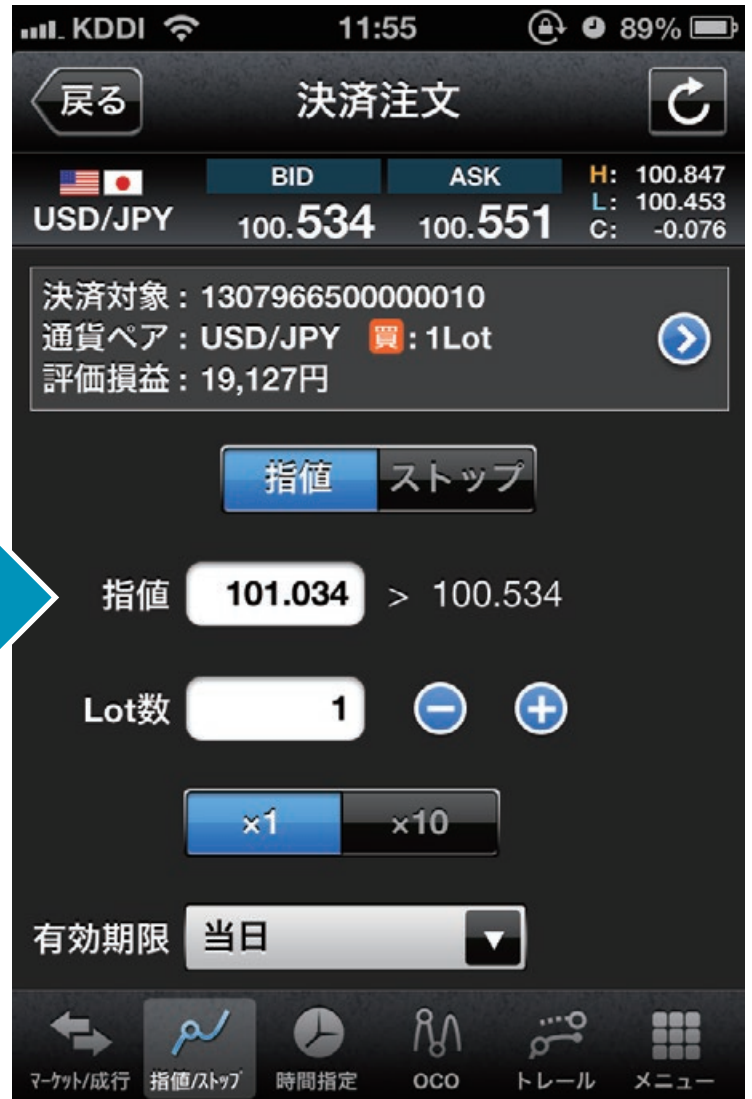 KDDI 11:55 89%
戻る 決済注文
USD/JPY BID 100.534 ASK 100.551
H: 100.847
L: 100.453
C: -0.076
決済対象：1307966500000010
通貨ペア：USD/JPY 買：1Lot
評価損益：19,127円
指値 ストップ
指値 101.034 > 100.534
Lot数 1
×1 ×10
有効期限 当日
マーケット/成行 指値/ストップ 時間指定 OCO トレール メニュー